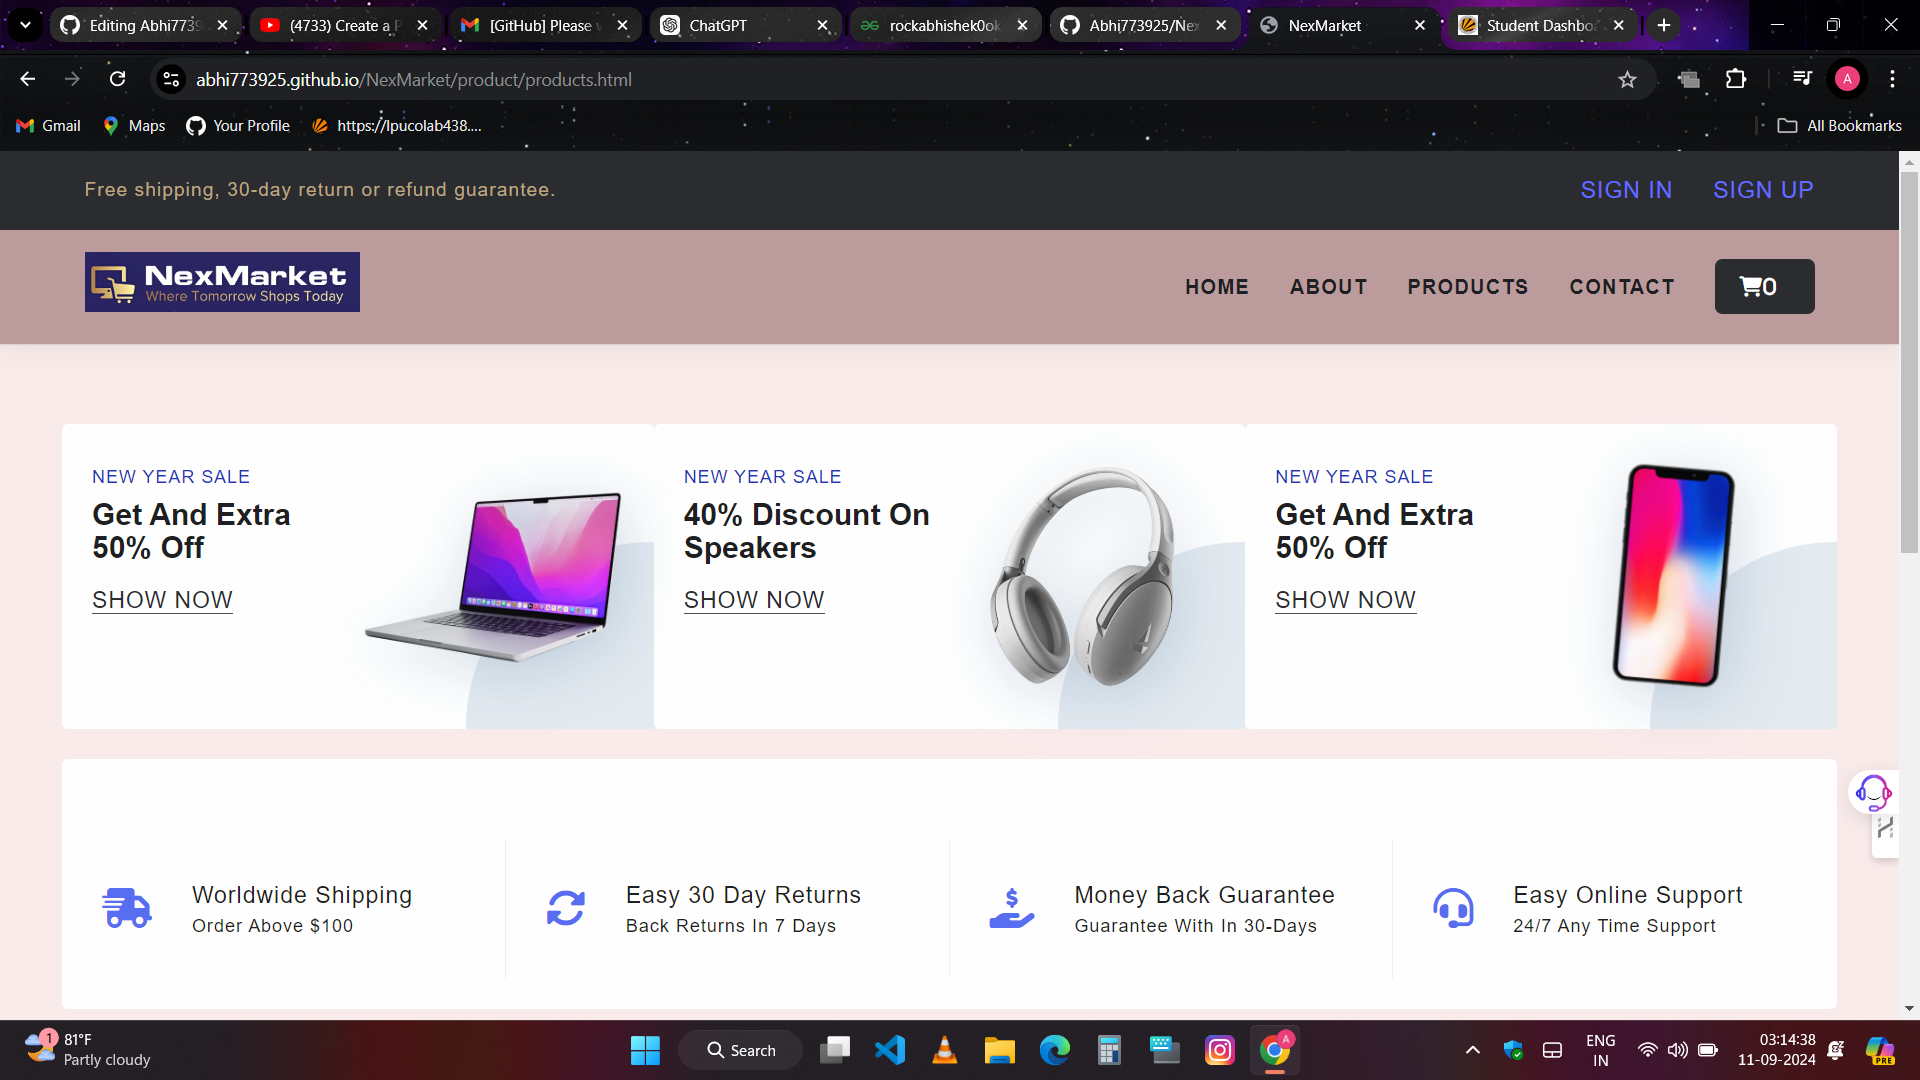 Editing Abhi7739
(4733) Create a P
[GitHub] Please v
ChatGPT
rockabhishek0ok
Abhi773925/Nex
NexMarket
Student Dashbo
abhi773925.github.io/NexMarket/product/products.html
A
Gmail
Maps
Your Profile
https://lpucolab438....
All Bookmarks
Free shipping, 30-day return or refund guarantee.
SIGN IN
SIGN UP
NexMarket
Where Tomorrow Shops Today
HOME
ABOUT
PRODUCTS
CONTACT
0
NEW YEAR SALE
Get And Extra
50% Off
SHOW NOW
NEW YEAR SALE
40% Discount On
Speakers
SHOW NOW
NEW YEAR SALE
Get And Extra
50% Off
SHOW NOW
Worldwide Shipping
Order Above $100
Easy 30 Day Returns
Back Returns In 7 Days
Money Back Guarantee
Guarantee With In 30-Days
Easy Online Support
24/7 Any Time Support
1
81°F
Partly cloudy
Search
A
ENG
IN
03:14:38
11-09-2024
PRE